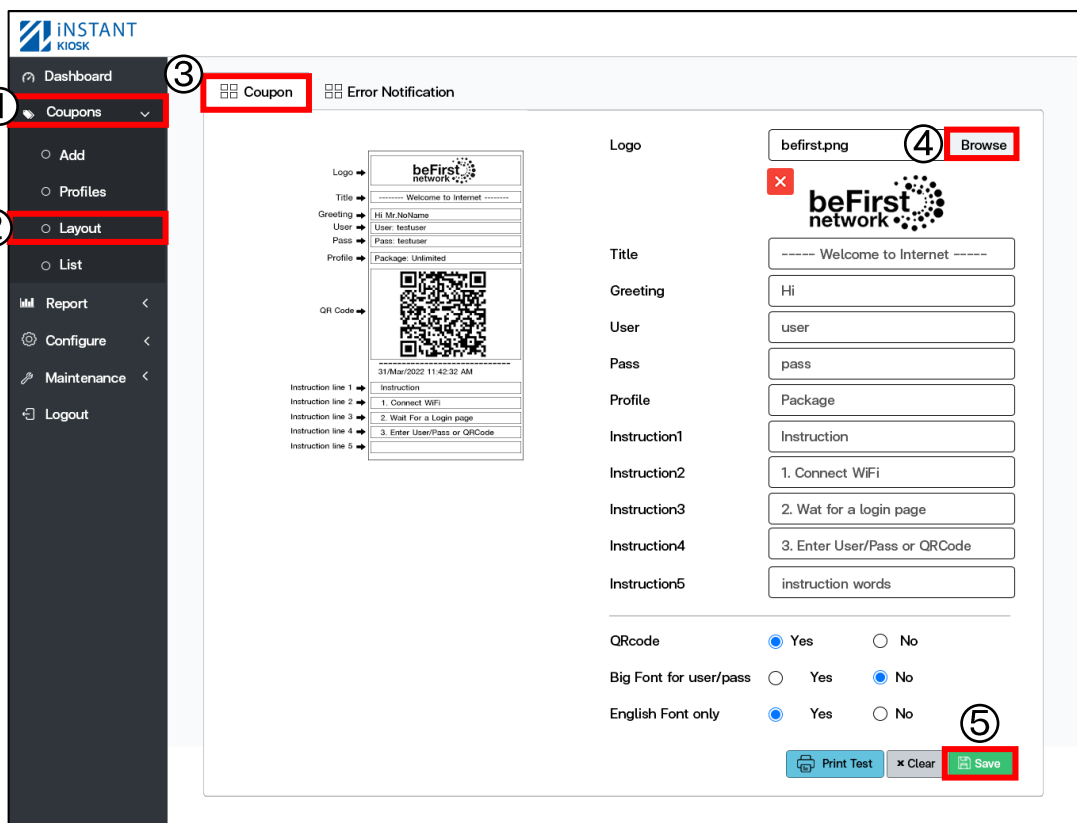 iNSTANT
KIOSK
Dashboard
1
Coupons
Add
Profiles
2
Layout
List
Report
Configure
Maintenance
Logout
3
Coupon
Error Notification
Logo
beFirst
network
Title
-------- Welcome to Internet --------
Greeting
Hi Mr.NoName
User
User: testuser
Pass
Pass: testuser
Profile
Package: Unlimited
QR Code
31/Mar/2022 11:42:32 AM
Instruction line 1
Instruction
Instruction line 2
1. Connect WiFi
Instruction line 3
2. Wait For a Login page
Instruction line 4
3. Enter User/Pass or QRCode
Instruction line 5
Logo
befirst.png
4
Browse
beFirst
network
Title
----- Welcome to Internet -----
Greeting
Hi
User
user
Pass
pass
Profile
Package
Instruction1
Instruction
Instruction2
1. Connect WiFi
Instruction3
2. Wat for a login page
Instruction4
3. Enter User/Pass or QRCode
Instruction5
instruction words
QRcode
Yes
No
Big Font for user/pass
Yes
No
English Font only
Yes
No
5
Print Test
× Clear
Save